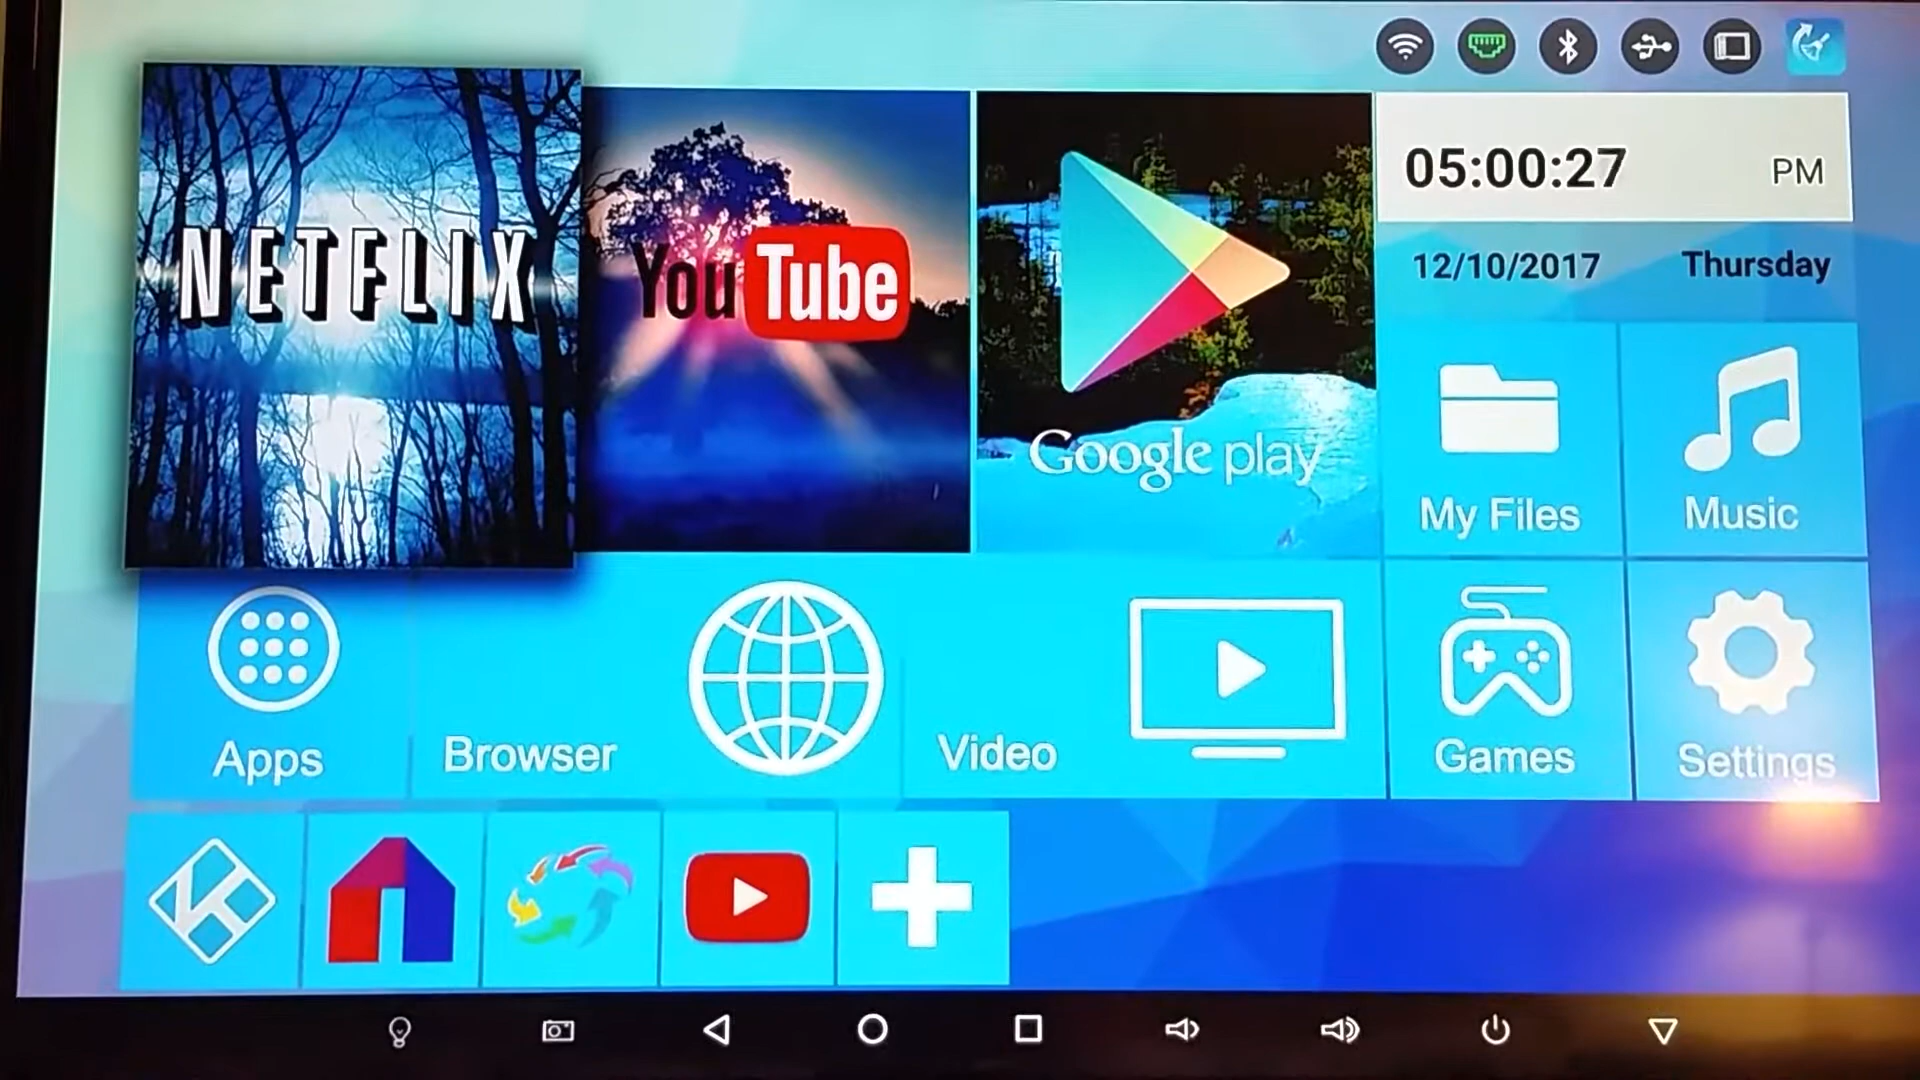 NETFLIX
YouTube
Google play
05:00:27 PM
12/10/2017 Thursday
My Files
Music
Apps
Browser
Video
Games
Settings